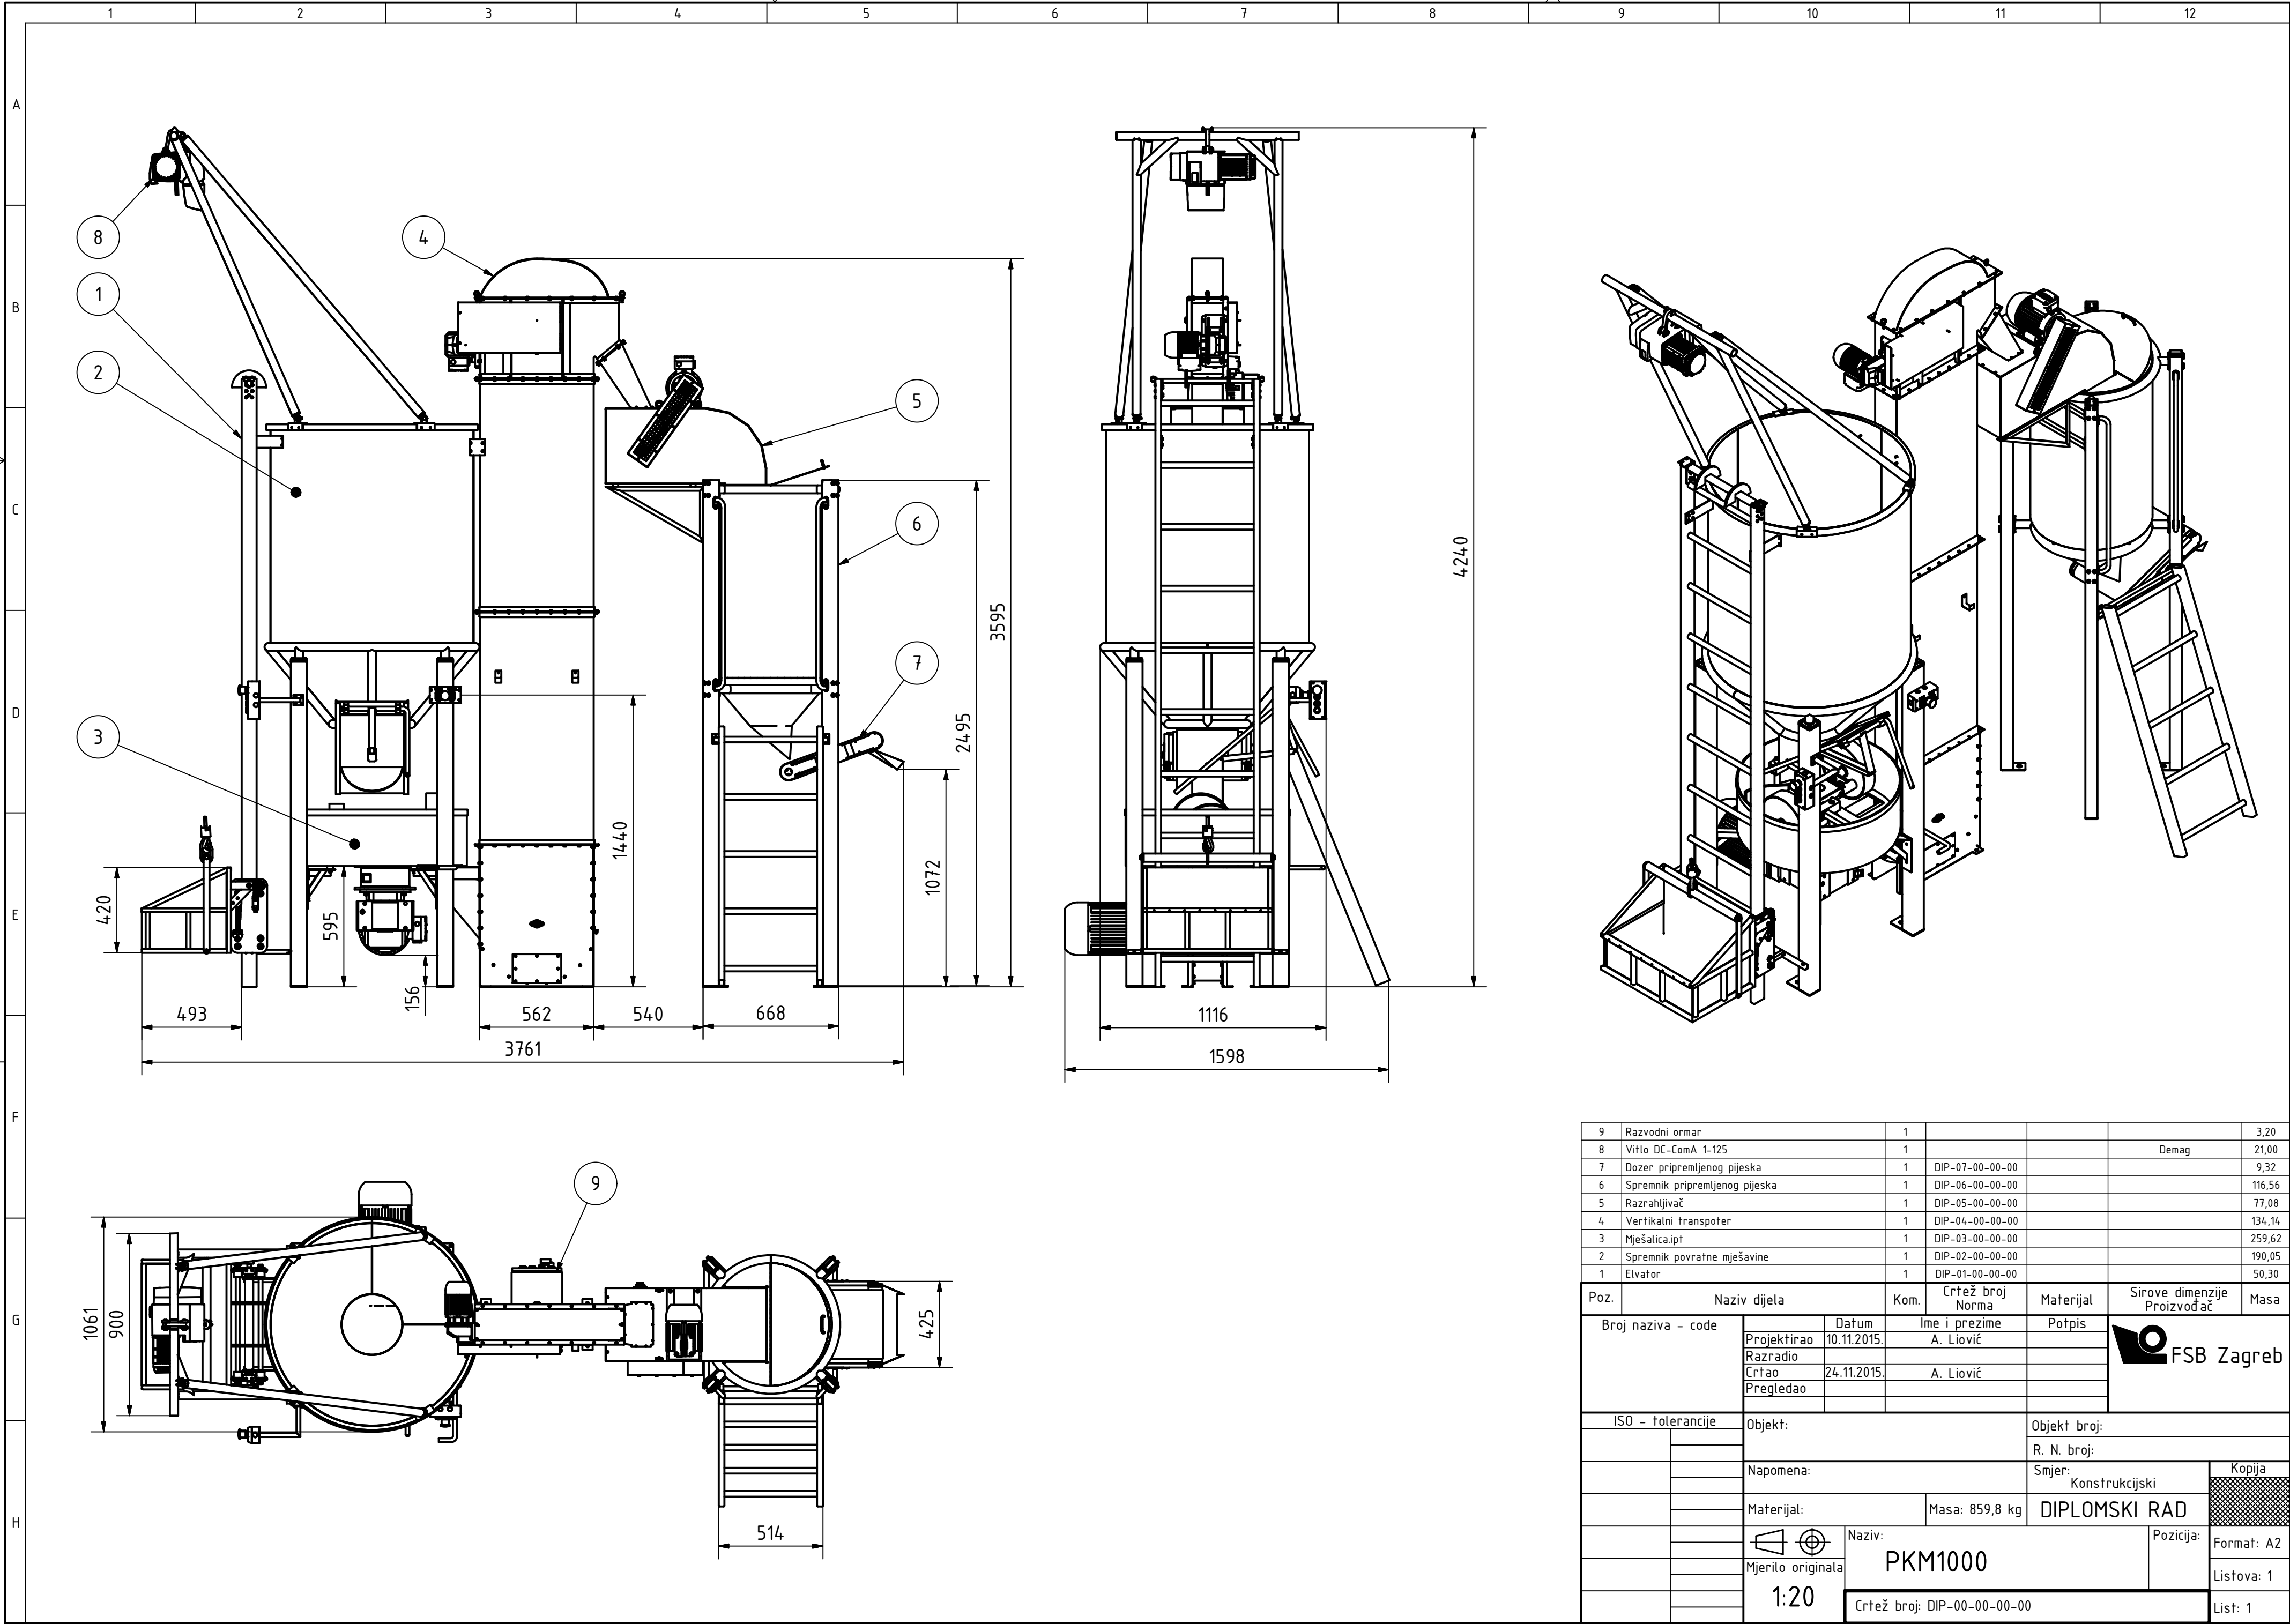 1 2 3 4 5 6 7 8 9 10 11 12
A
B
C
D
E
F
G
H
8
1
2
3
4
5
6
7
9
420
493
595
156
562
540
668
3761
1440
1072
2495
3595
4240
1116
1598
1061
900
425
514
9 Razvodni ormar 1 3,20
8 Vitlo DC-ComA 1-125 1 Demag 21,00
7 Dozer pripremljenog pijeska 1 DIP-07-00-00-00 9,32
6 Spremnik pripremljenog pijeska 1 DIP-06-00-00-00 116,56
5 Razrahljivač 1 DIP-05-00-00-00 77,08
4 Vertikalni transpoter 1 DIP-04-00-00-00 134,14
3 Mješalica.ipt 1 DIP-03-00-00-00 259,62
2 Spremnik povratne mješavine 1 DIP-02-00-00-00 190,05
1 Elvator 1 DIP-01-00-00-00 50,30
Poz. Naziv dijela Kom. Crtež broj Norma Materijal Sirove dimenzije Proizvođač Masa
Broj naziva - code
Datum Ime i prezime Potpis
Projektirao 10.11.2015. A. Liović
Razradio
Crtao 24.11.2015. A. Liović
Pregledao
FSB Zagreb
ISO - tolerancije
Objekt:
Objekt broj:
R. N. broj:
Napomena:
Smjer:
Konstrukcijski
Kopija
Materijal:
Masa: 859,8 kg
DIPLOMSKI RAD
Naziv:
PKM1000
Pozicija:
Format: A2
Mjerilo originala
1:20
Listova: 1
Crtež broj: DIP-00-00-00-00
List: 1